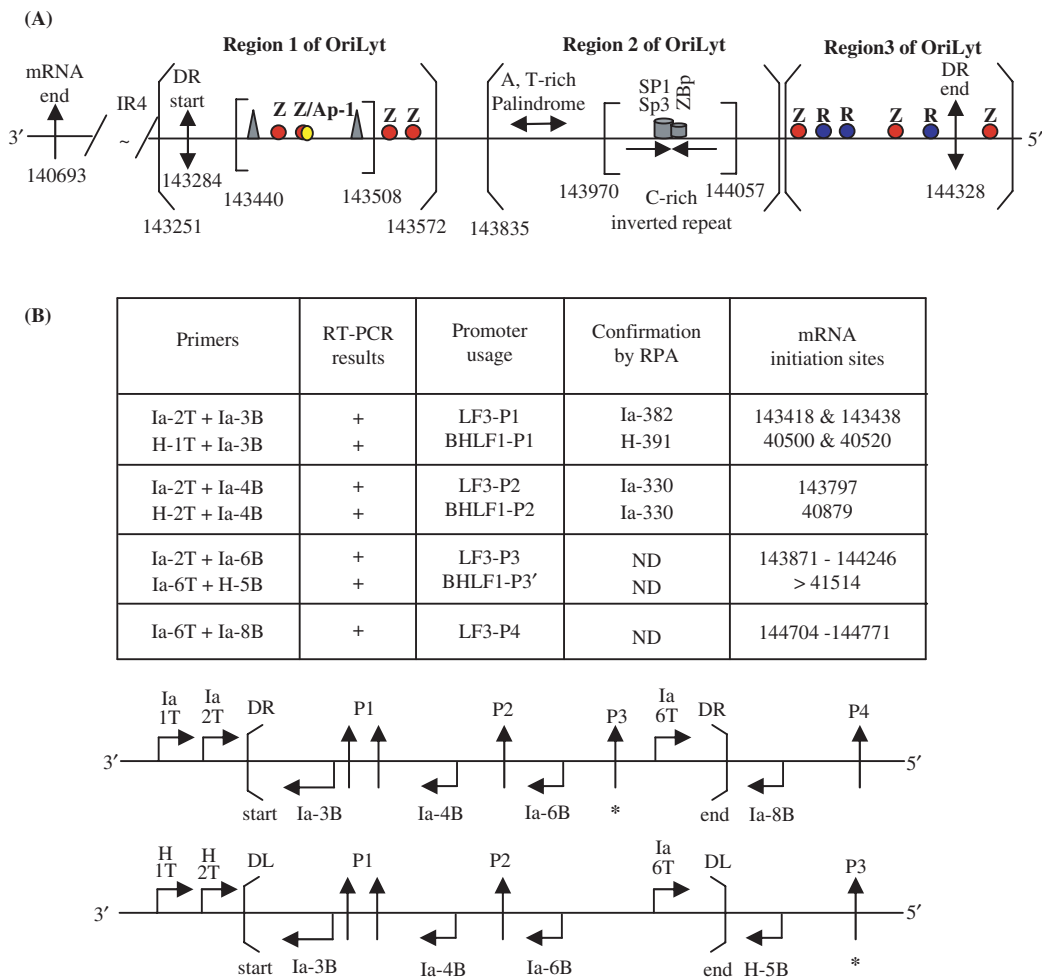 (A)
Region 1 of OriLyt
Region 2 of OriLyt
Region3 of OriLyt
mRNA
end
IR4
~
DR
start
Z Z/Ap-1 Z Z
A, T-rich
Palindrome
SP1
Sp3
ZBp
DR
end
Z R R Z R Z
3′
5′
140693
143284
143251
143440
143508
143572
143835
143970
144057
C-rich
inverted repeat
144328
(B)
Primers
RT-PCR
results
Promoter
usage
Confirmation
by RPA
mRNA
initiation sites
Ia-2T + Ia-3B + LF3-P1 Ia-382 143418 & 143438
H-1T + Ia-3B + BHLF1-P1 H-391 40500 & 40520
Ia-2T + Ia-4B + LF3-P2 Ia-330 143797
H-2T + Ia-4B + BHLF1-P2 Ia-330 40879
Ia-2T + Ia-6B + LF3-P3 ND 143871 - 144246
Ia-6T + H-5B + BHLF1-P3′ ND > 41514
Ia-6T + Ia-8B + LF3-P4 ND 144704 -144771
Ia
1T
Ia
2T
DR
P1
P2
P3
Ia
6T
DR
P4
3′
5′
start
Ia-3B
Ia-4B
Ia-6B
*
end
Ia-8B
H
1T
H
2T
DL
P1
P2
Ia
6T
DL
P3
3′
5′
start
Ia-3B
Ia-4B
Ia-6B
end
H-5B
*